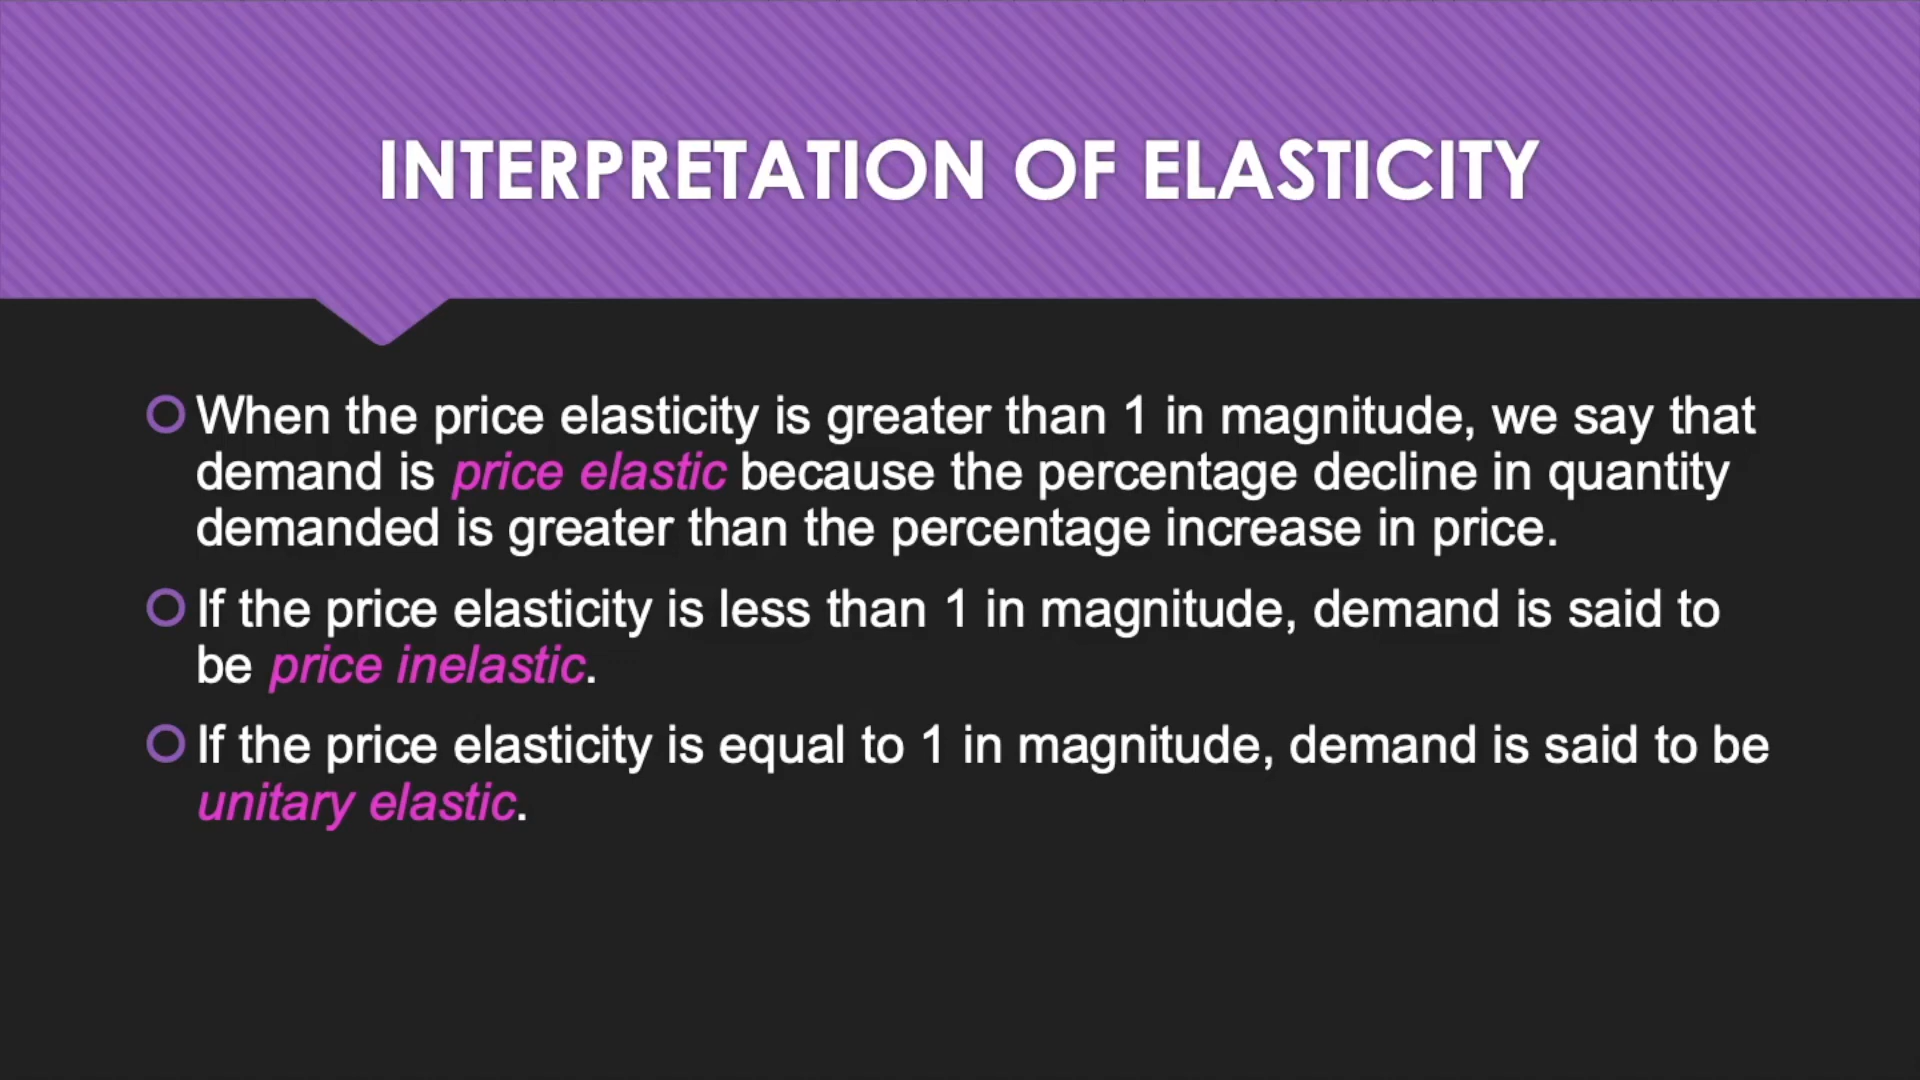 INTERPRETATION OF ELASTICITY
When the price elasticity is greater than 1 in magnitude, we say that
demand is price elastic because the percentage decline in quantity
demanded is greater than the percentage increase in price.
If the price elasticity is less than 1 in magnitude, demand is said to
be price inelastic.
If the price elasticity is equal to 1 in magnitude, demand is said to be
unitary elastic.